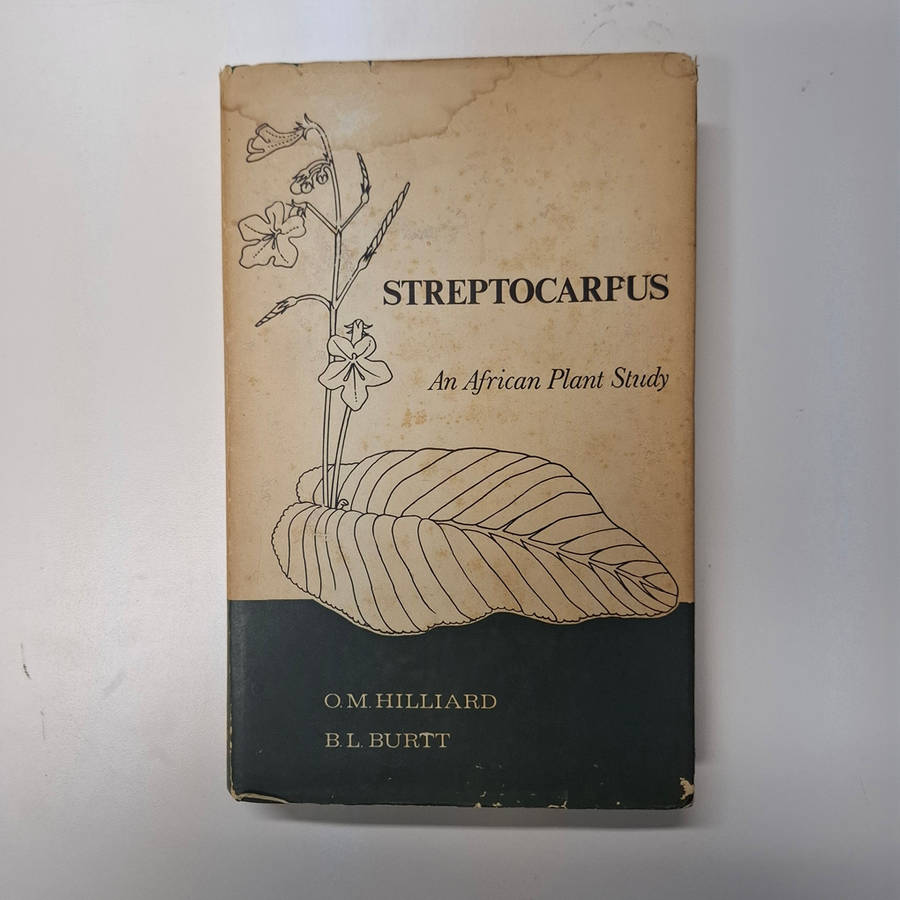 STREPTOCARPUS
An African Plant Study
O. M. HILLIARD
B. L. BURTT